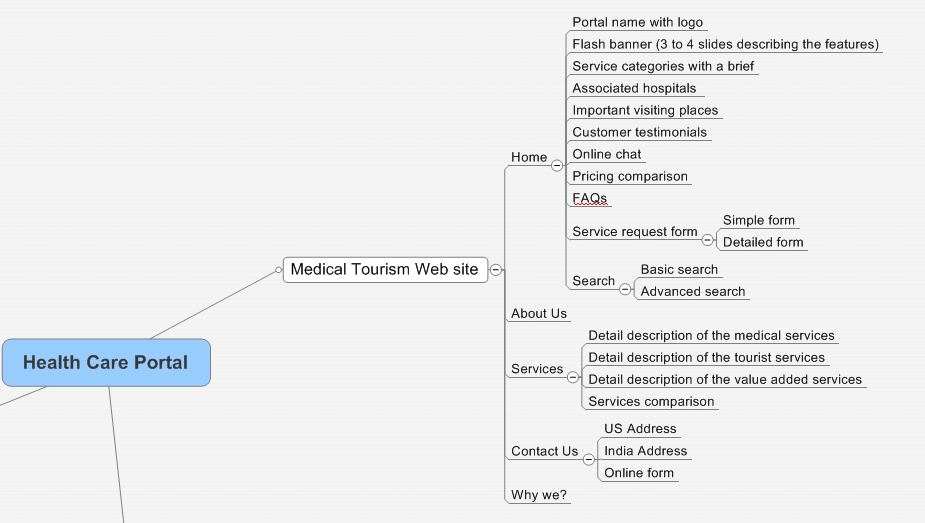 Portal name with logo
Flash banner (3 to 4 slides describing the features)
Service categories with a brief
Associated hospitals
Important visiting places
Customer testimonials
Home
Online chat
Pricing comparison
FAQs
Simple form
Service request form
Detailed form
Medical Tourism Web site
Basic search
Search
Advanced search
About Us
Detail description of the medical services
Health Care Portal
Detail description of the tourist services
Services
Detail description of the value added services
Services comparison
US Address
Contact Us
India Address
Online form
Why we?